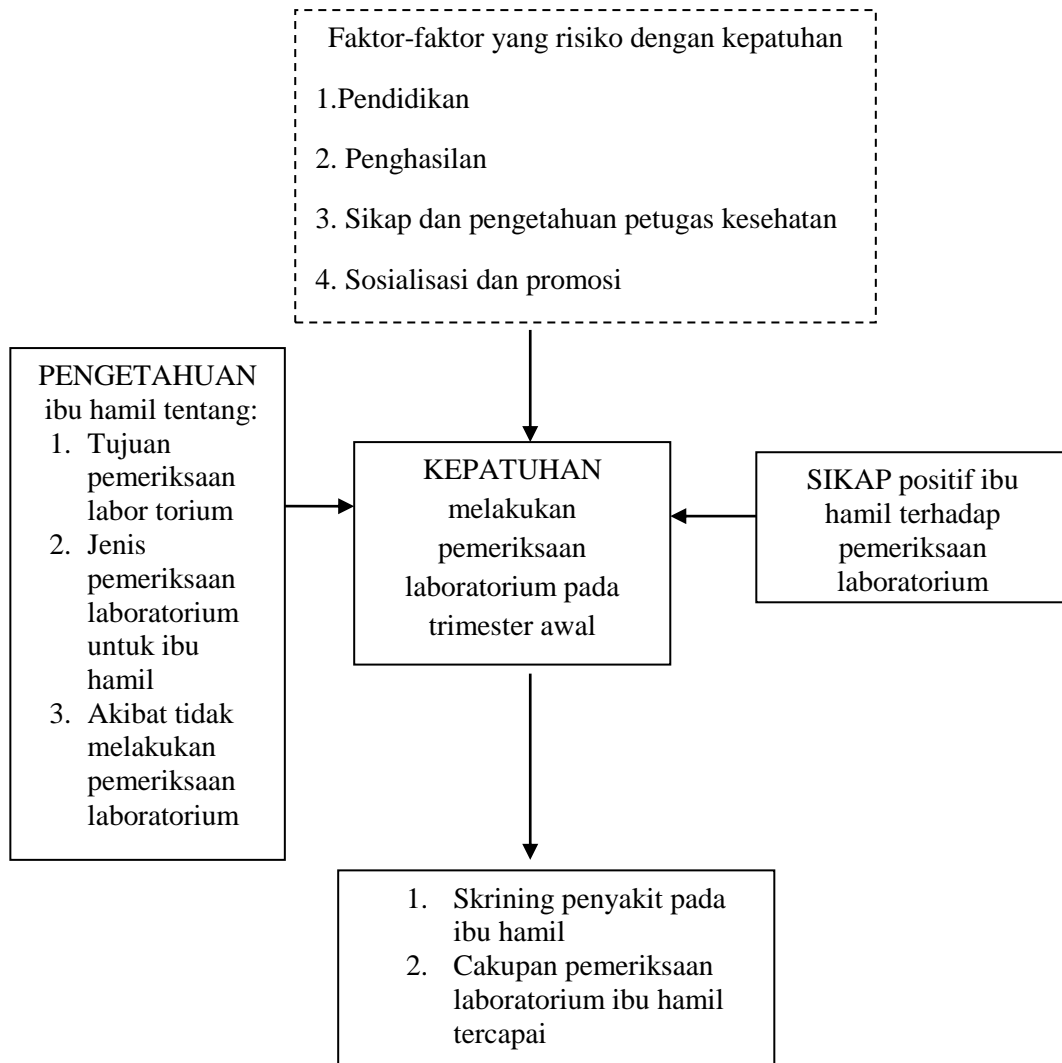 Faktor-faktor yang risiko dengan kepatuhan
1.Pendidikan
2. Penghasilan
3. Sikap dan pengetahuan petugas kesehatan
4. Sosialisasi dan promosi
PENGETAHUAN
ibu hamil tentang:
1. Tujuan
pemeriksaan
labor torium
2. Jenis
pemeriksaan
laboratorium
untuk ibu
hamil
3. Akibat tidak
melakukan
pemeriksaan
laboratorium
KEPATUHAN
melakukan
pemeriksaan
laboratorium pada
trimester awal
SIKAP positif ibu
hamil terhadap
pemeriksaan
laboratorium
1. Skrining penyakit pada
ibu hamil
2. Cakupan pemeriksaan
laboratorium ibu hamil
tercapai